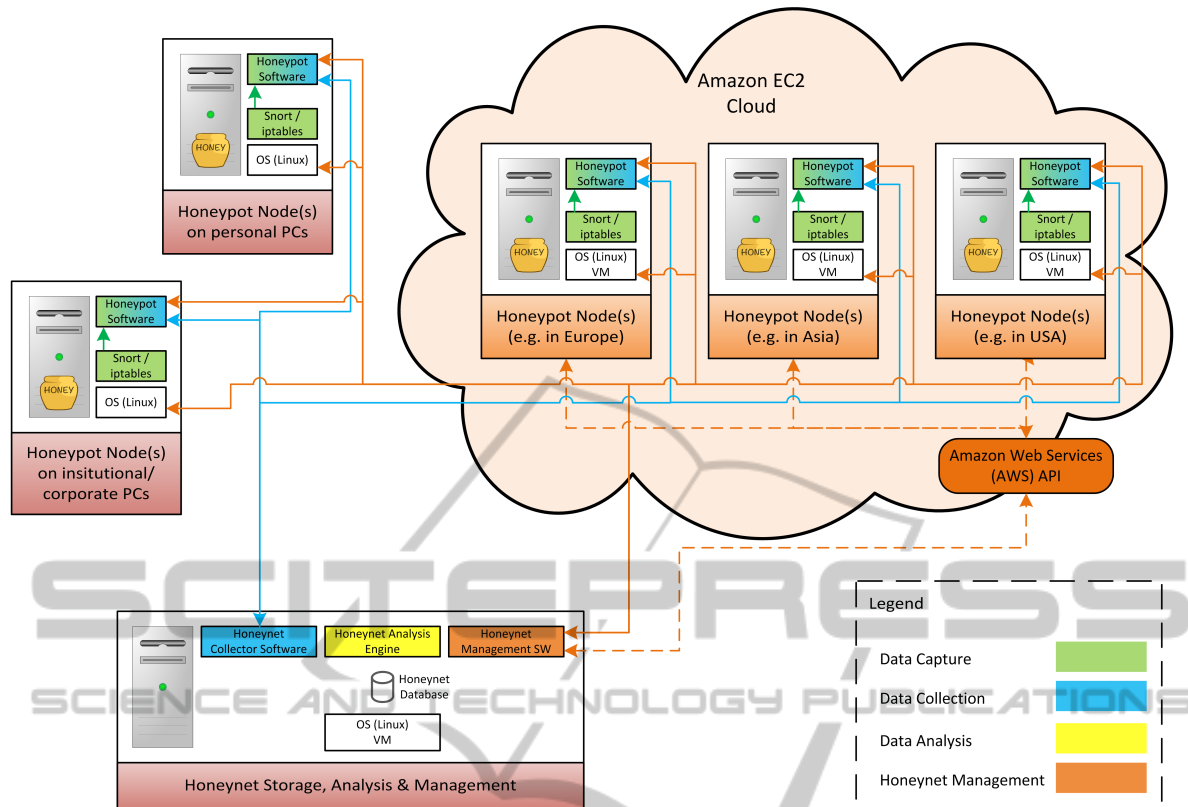 Honeypot
Software
Snort /
iptables
HONEY
OS (Linux)
Honeypot Node(s)
on personal PCs
Amazon EC2
Cloud
Honeypot
Software
Snort /
iptables
HONEY
OS (Linux)
VM
Honeypot Node(s)
(e.g. in Europe)
Honeypot
Software
Snort /
iptables
HONEY
OS (Linux)
VM
Honeypot Node(s)
(e.g. in Asia)
Honeypot
Software
Snort /
iptables
HONEY
OS (Linux)
VM
Honeypot Node(s)
(e.g. in USA)
Honeypot
Software
Snort /
iptables
HONEY
OS (Linux)
Honeypot Node(s)
on insitutional/
corporate PCs
Amazon Web Services
(AWS) API
SCITEPRESS
SCIENCE AND TECHNOLOGY PUBLICATIONS
Honeynet
Collector Software
Honeynet Analysis
Engine
Honeynet
Management SW
Honeynet
Database
OS (Linux)
VM
Honeynet Storage, Analysis & Management
Legend
Data Capture
Data Collection
Data Analysis
Honeynet Management